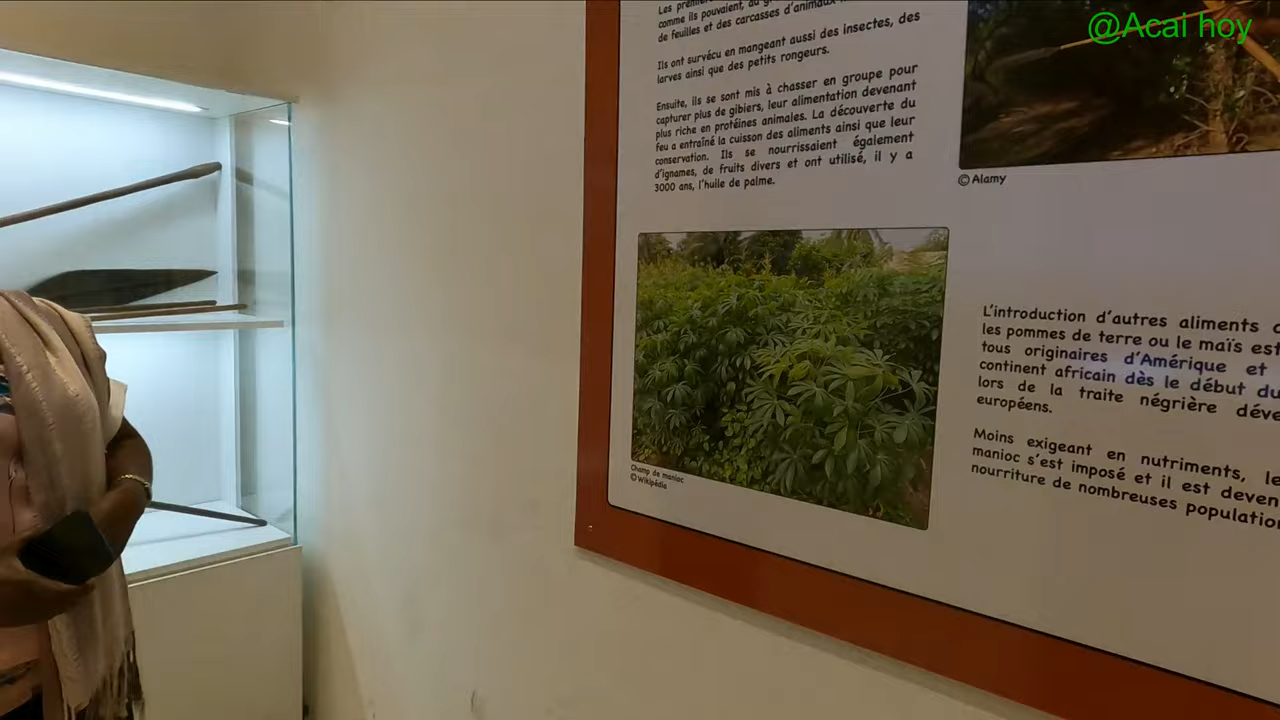 @Acai hoy
Les premiers
comme ils pouvaient, au
de feuilles et des carcasses d'animaux
Ils ont survécu en mangeant aussi des insectes, des
larves ainsi que des petits rongeurs.
Ensuite, ils se sont mis à chasser en groupe pour
capturer plus de gibiers, leur alimentation devenant
plus riche en protéines animales. La découverte du
feu a entraîné la cuisson des aliments ainsi que leur
conservation. Ils se nourrissaient également
d'ignames, de fruits divers et ont utilisé, il y a
3000 ans, l'huile de palme.
© Alamy
Champ de manioc
© Wikipédia
L'introduction d'autres aliments
les pommes de terre ou le maïs est
tous originaires d'Amérique et
continent africain dès le début du
lors de la traite négrière déve
européens.
Moins exigeant en nutriments, le
manioc s'est imposé et il est deven
nourriture de nombreuses population